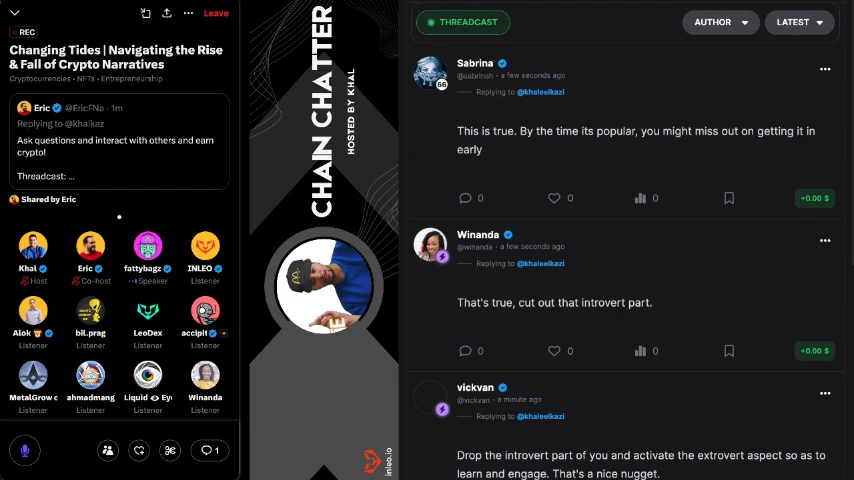 Leave
REC
Changing Tides | Navigating the Rise
& Fall of Crypto Narratives
Cryptocurrencies • NFTs • Entrepreneurship
Eric @EricFNa · 1m
Replying to @khalkaz
Ask questions and interact with others and earn
crypto!
Threadcast: ...
Shared by Eric
Khal Eric fattybagz INLEO
Host Co-host Speaker Listener
Alok bil.prag LeoDex accipit
Listener Listener Listener Listener
MetalGrow ahmadmang Liquid Ey Winanda
Listener Listener Listener Listener
1
CHAIN CHATTER
HOSTED BY KHAL
inleo.io
THREADCAST
AUTHOR
LATEST
Sabrina
@sabrinah • a few seconds ago
66
Replying to @khaleelkazi
This is true. By the time its popular, you might miss out on getting it in
early
0 0 0 +0.00 $
Winanda
@winanda • a few seconds ago
Replying to @khaleelkazi
That's true, cut out that introvert part.
0 0 0 +0.00 $
vickvan
@vickvan • a minute ago
Replying to @khaleelkazi
Drop the introvert part of you and activate the extrovert aspect so as to
learn and engage. That's a nice nugget.